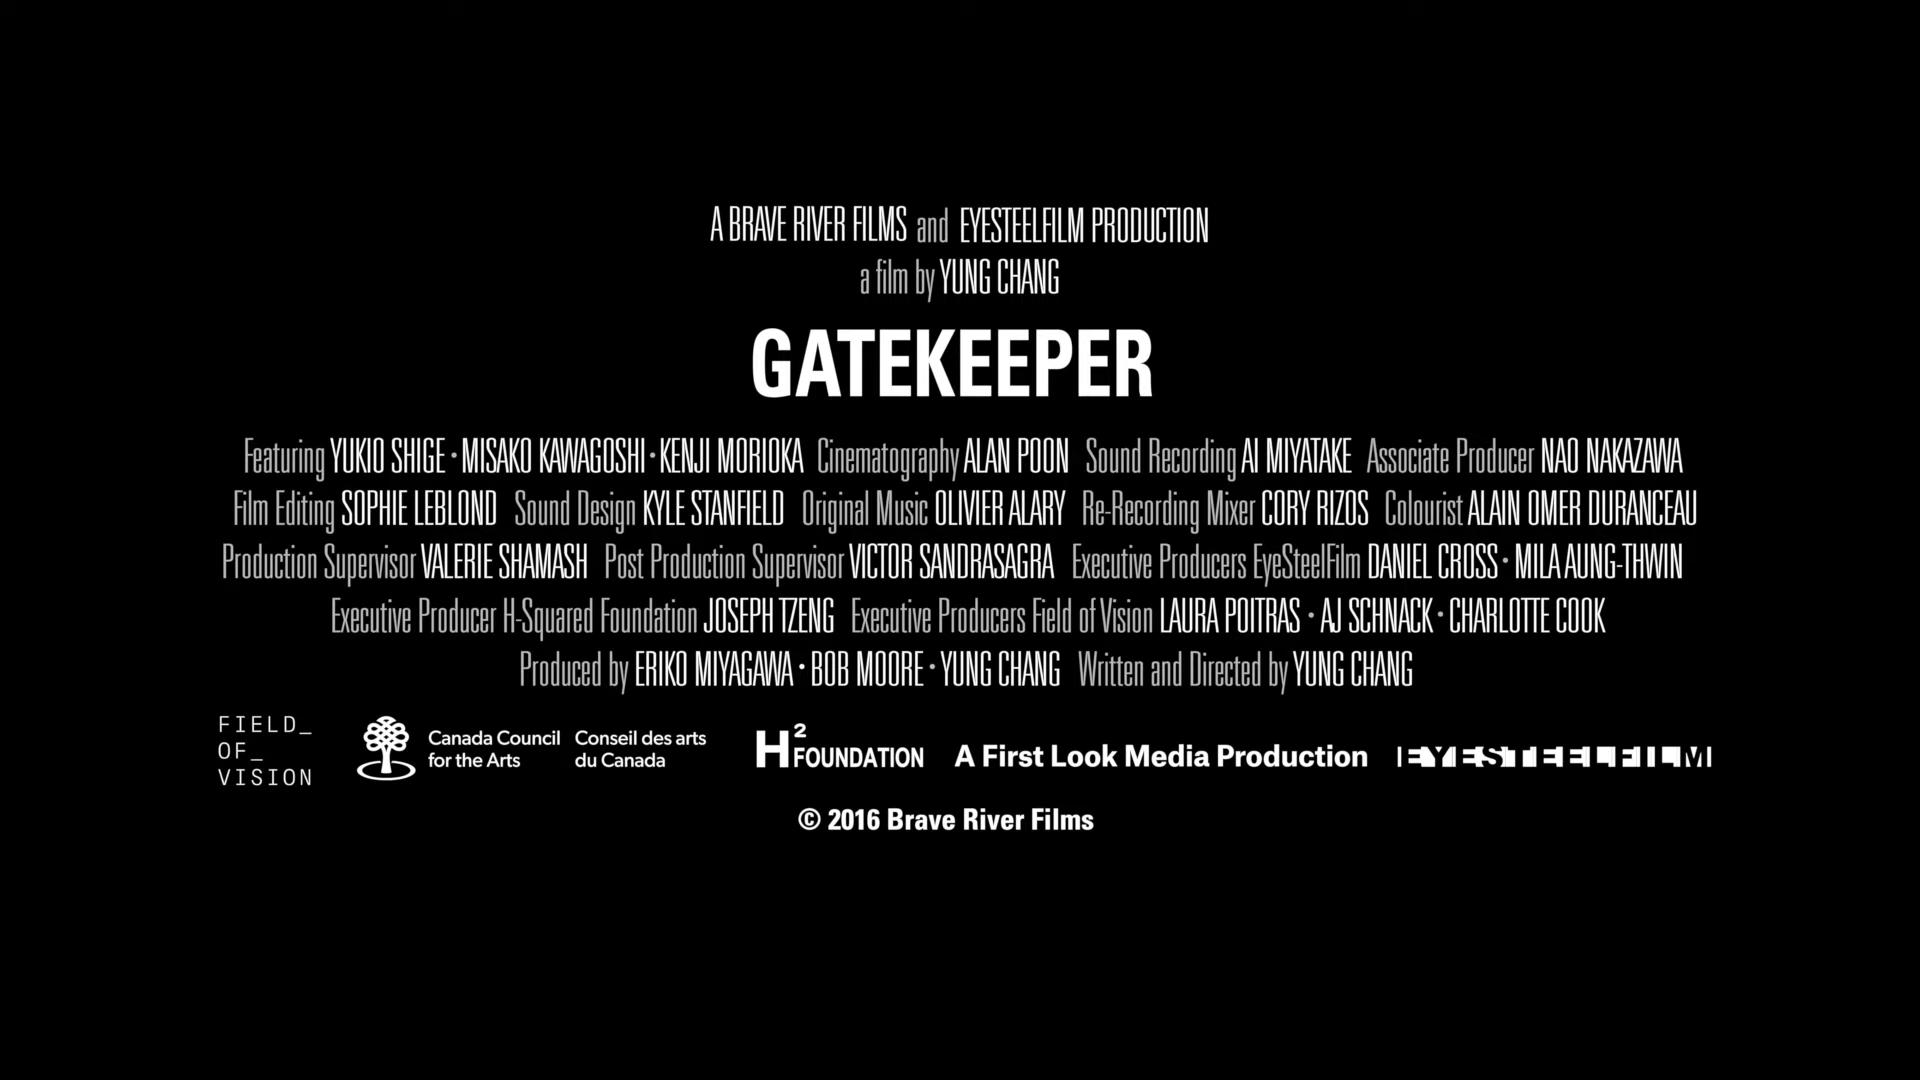 A BRAVE RIVER FILMS and EYESTEELFILM PRODUCTION
a film by YUNG CHANG
GATEKEEPER
Featuring YUKIO SHIGE • MISAKO KAWAGOSHI • KENJI MORIOKA Cinematography ALAN POON Sound Recording AI MIYATAKE Associate Producer NAO NAKAZAWA
Film Editing SOPHIE LEBLOND Sound Design KYLE STANFIELD Original Music OLIVIER ALARY Re-Recording Mixer CORY RIZOS Colourist ALAIN OMER DURANCEAU
Production Supervisor VALERIE SHAMASH Post Production Supervisor VICTOR SANDRASAGRA Executive Producers EyeSteelFilm DANIEL CROSS • MILA AUNG-THWIN
Executive Producer H-Squared Foundation JOSEPH TZENG Executive Producers Field of Vision LAURA POITRAS • AJ SCHNACK • CHARLOTTE COOK
Produced by ERIKO MIYAGAWA • BOB MOORE • YUNG CHANG Written and Directed by YUNG CHANG
FIELD_
OF_
VISION
Canada Council
for the Arts
Conseil des arts
du Canada
H² FOUNDATION
A First Look Media Production
EYESTEELFILM
© 2016 Brave River Films